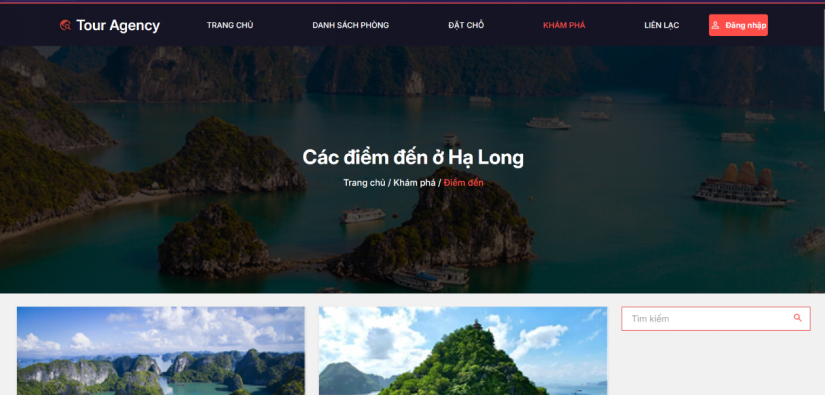 Tour Agency
TRANG CHỦ
DANH SÁCH PHÒNG
ĐẶT CHỖ
KHÁM PHÁ
LIÊN LẠC
Đăng nhập
Các điểm đến ở Hạ Long
Trang chủ / Khám phá / Điểm đến
Tìm kiếm